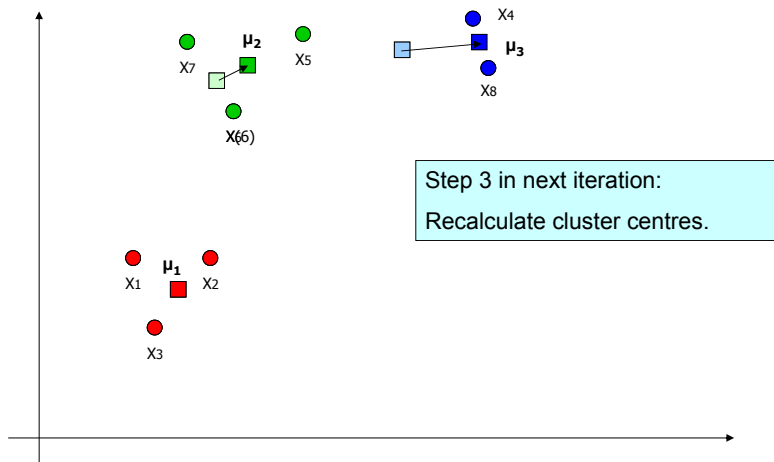 X4
μ2
μ3
X7
X5
X8
X(6)
Step 3 in next iteration:
Recalculate cluster centres.
μ1
X1
X2
X3